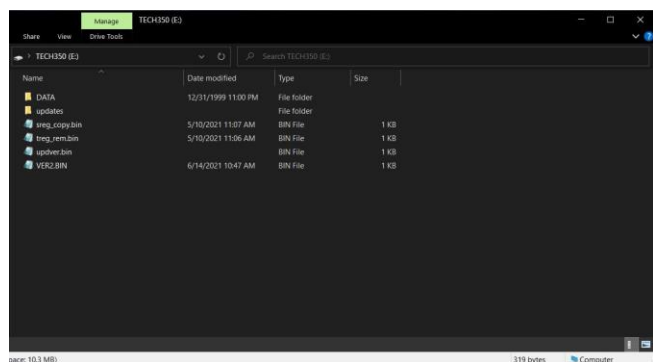 Manage TECH350 (E:)
Share View Drive Tools
TECH350 (E:) Search TECH350 (E:)
Name Date modified Type Size
DATA 12/31/1999 11:00 PM File folder
updates File folder
sreg_copy.bin 5/10/2021 11:07 AM BIN File 1 KB
treg_rem.bin 5/10/2021 11:06 AM BIN File 1 KB
updver.bin BIN File 1 KB
VER2.BIN 6/14/2021 10:47 AM BIN File 1 KB
pace: 10.3 MB) 319 bytes Computer